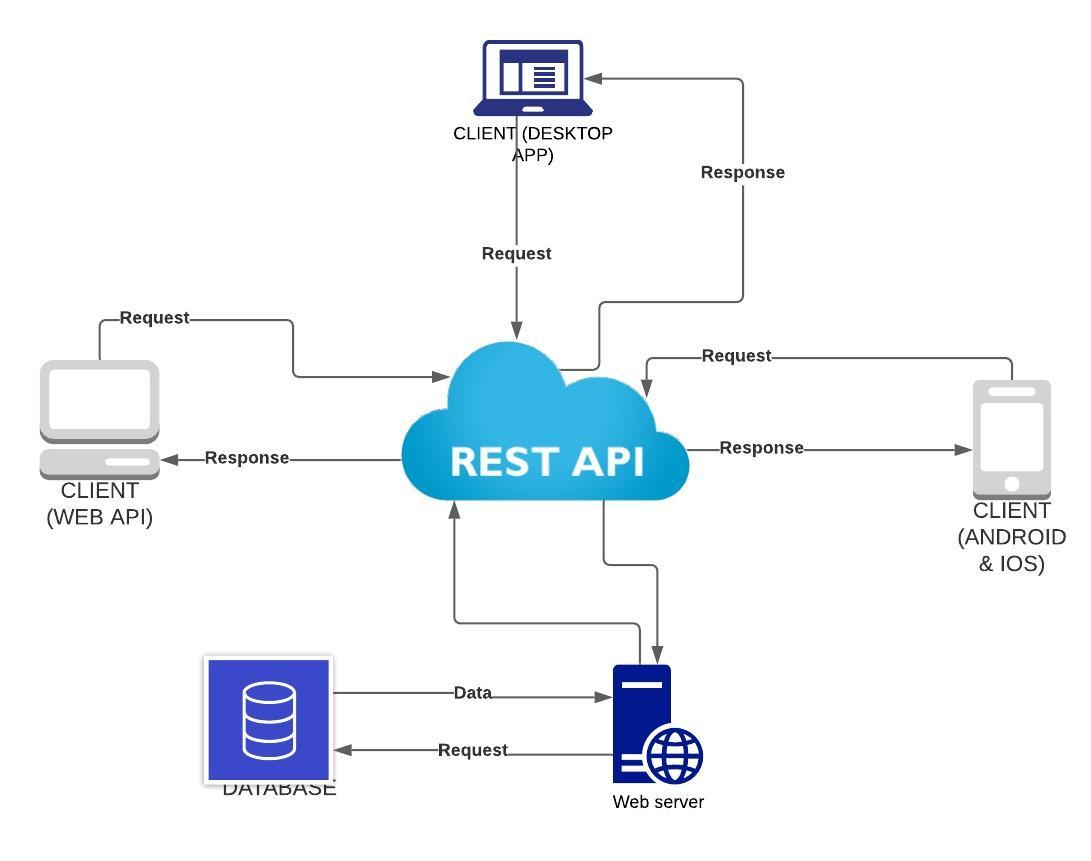 CLIENT (DESKTOP
APP)
Response
Request
Request
Request
REST API
Response
Response
CLIENT
(WEB API)
CLIENT
(ANDROID
& IOS)
Data
Request
DATABASE
Web server